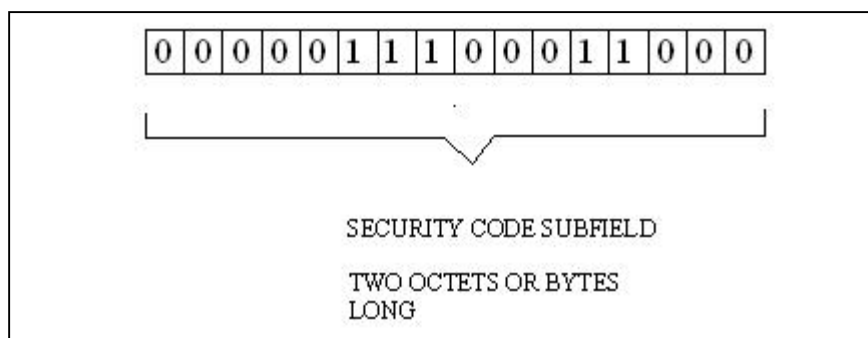 0 0 0 0 0 1 1 1 0 0 0 1 1 0 0 0
SECURITY CODE SUBFIELD
TWO OCTETS OR BYTES
LONG